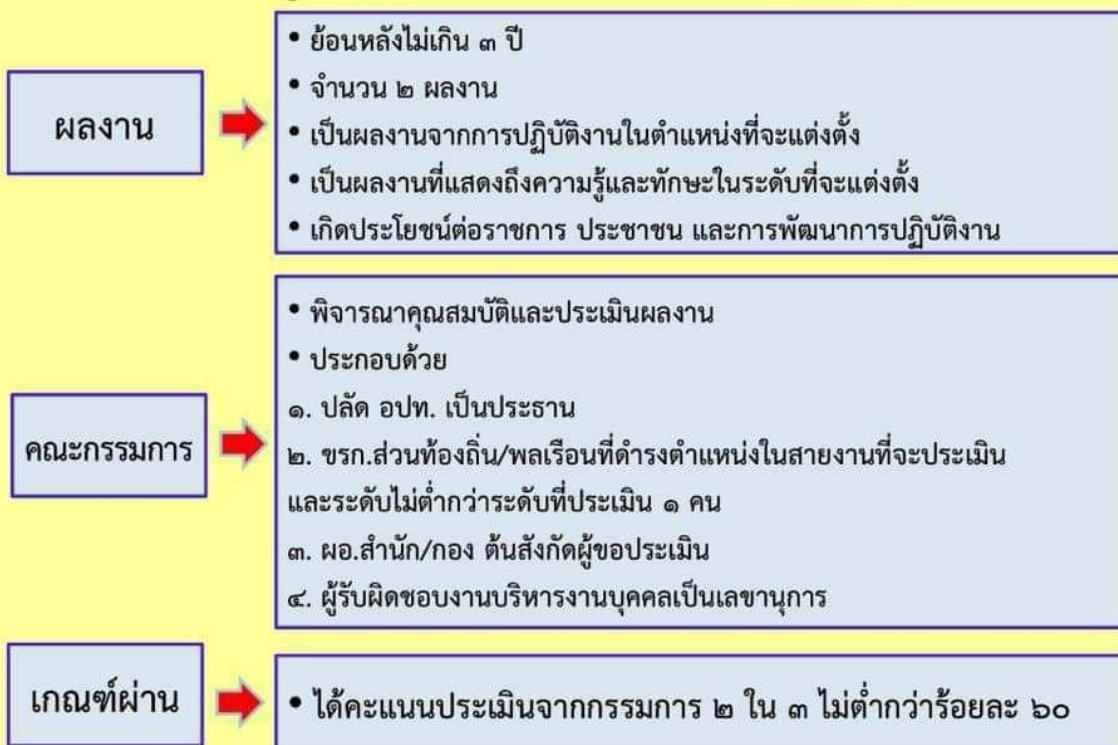 ผลงาน
• ย้อนหลังไม่เกิน ๓ ปี
• จำนวน ๒ ผลงาน
• เป็นผลงานจากการปฏิบัติงานในตำแหน่งที่จะแต่งตั้ง
• เป็นผลงานที่แสดงถึงความรู้และทักษะในระดับที่จะแต่งตั้ง
• เกิดประโยชน์ต่อราชการ ประชาชน และการพัฒนาการปฏิบัติงาน
คณะกรรมการ
• พิจารณาคุณสมบัติและประเมินผลงาน
• ประกอบด้วย
๑. ปลัด อปท. เป็นประธาน
๒. ขรก.ส่วนท้องถิ่น/พลเรือนที่ดำรงตำแหน่งในสายงานที่จะประเมิน
และระดับไม่ต่ำกว่าระดับที่ประเมิน ๑ คน
๓. ผอ.สำนัก/กอง ต้นสังกัดผู้ขอประเมิน
๔. ผู้รับผิดชอบงานบริหารงานบุคคลเป็นเลขานุการ
เกณฑ์ผ่าน
• ได้คะแนนประเมินจากกรรมการ ๒ ใน ๓ ไม่ต่ำกว่าร้อยละ ๖๐